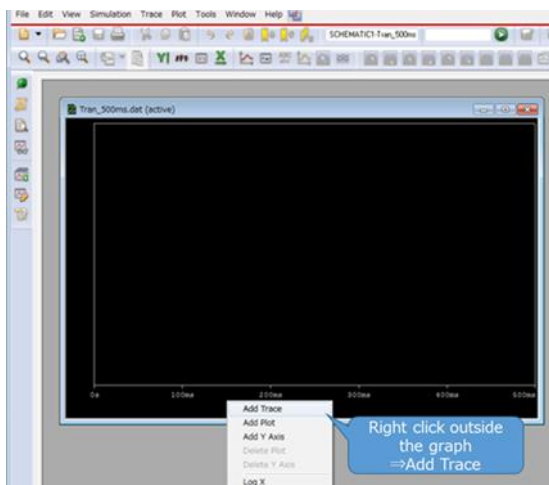 File Edit View Simulation Trace Plot Tools Window Help
SCHEMATIC1-Tran_500ms
Tran_500ms.dat (active)
0s 100ms 200ms 300ms 400ms 500ms
Add Trace
Add Plot
Add Y Axis
Delete Plot
Delete Y Axis
Log X
Right click outside
the graph
⇒Add Trace